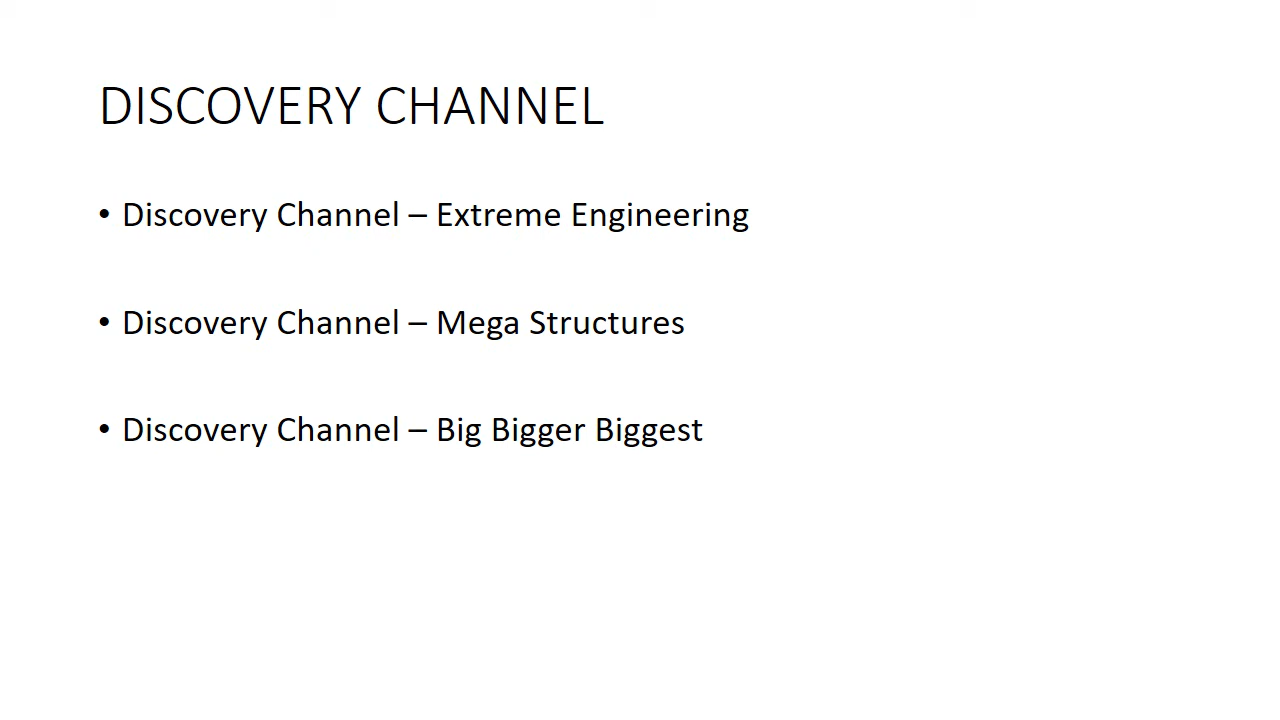 DISCOVERY CHANNEL
• Discovery Channel – Extreme Engineering
• Discovery Channel – Mega Structures
• Discovery Channel – Big Bigger Biggest